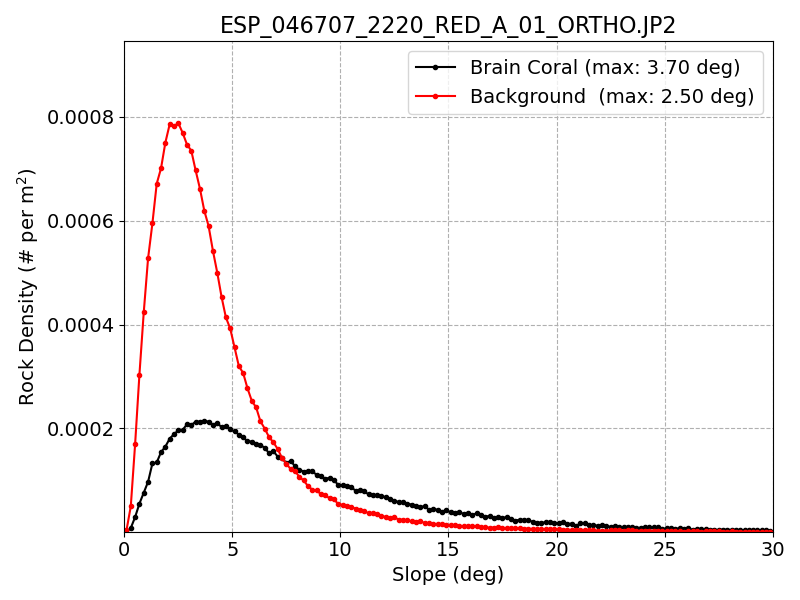 ESP_046707_2220_RED_A_01_ORTHO.JP2
Brain Coral (max: 3.70 deg)
Background  (max: 2.50 deg)
Rock Density (# per m²)
0.0008
0.0006
0.0004
0.0002
0 5 10 15 20 25 30
Slope (deg)